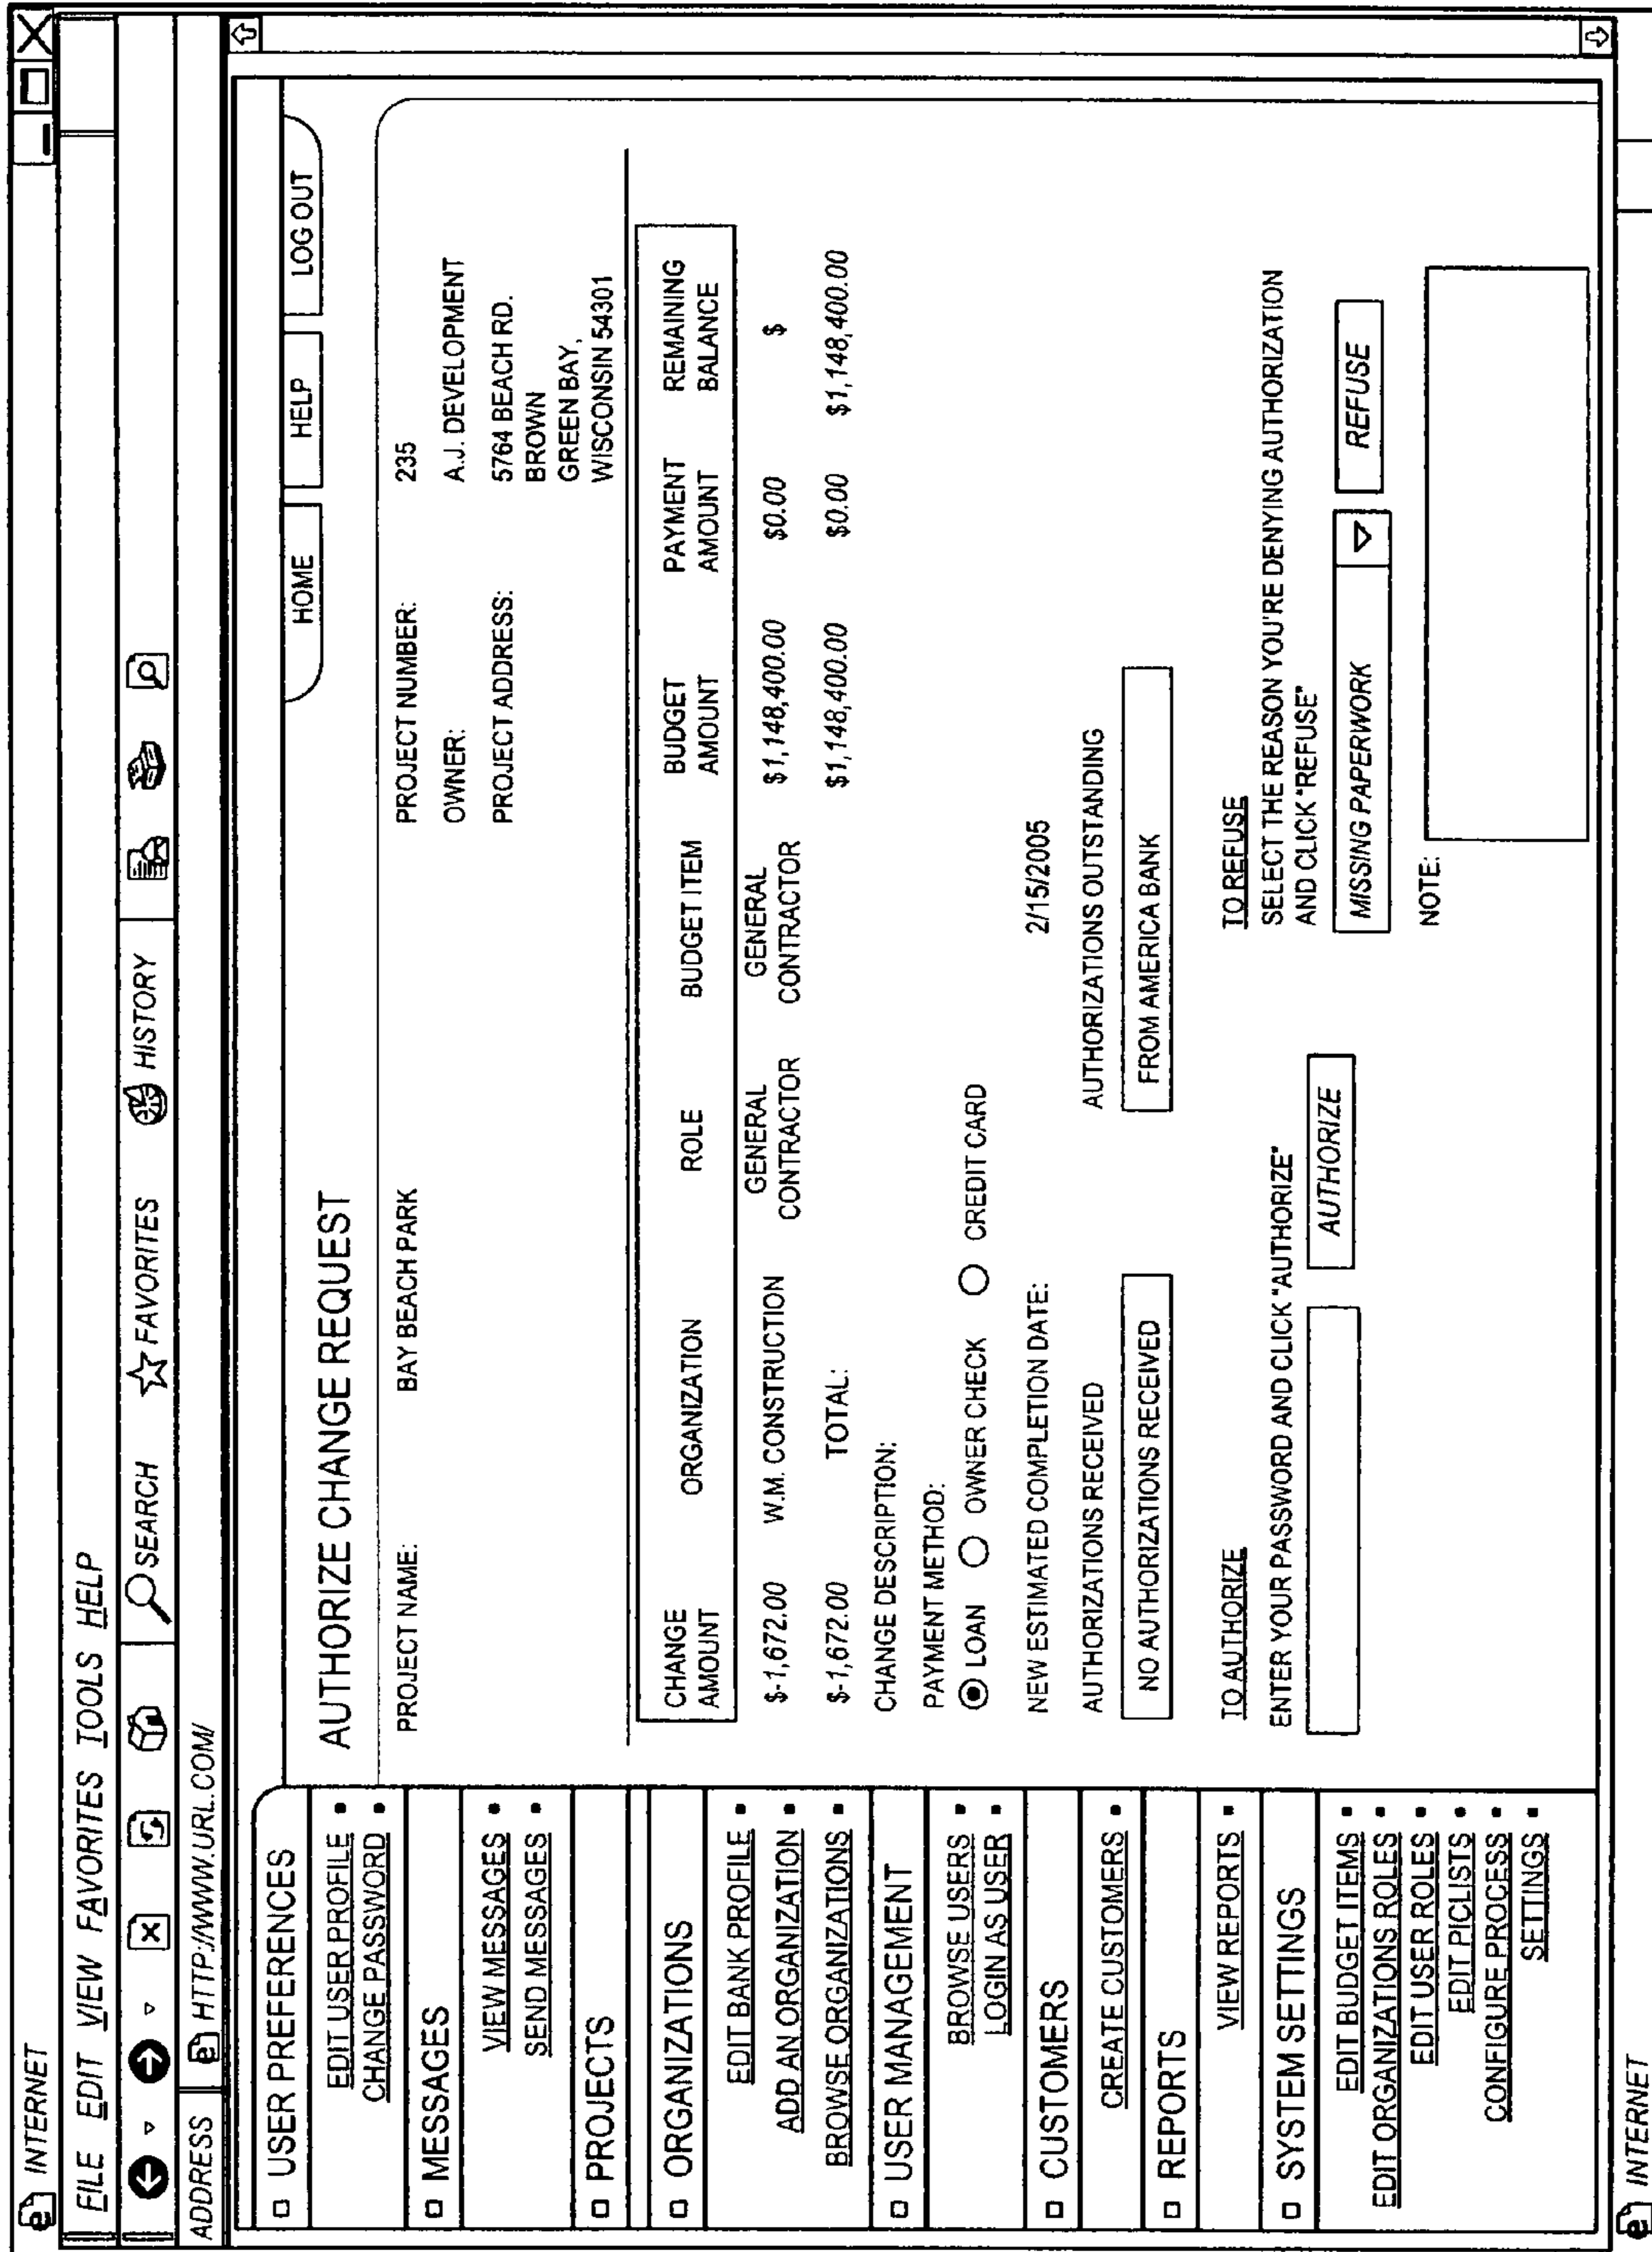 INTERNET
FILE EDIT VIEW FAVORITES TOOLS HELP
SEARCH FAVORITES HISTORY
ADDRESS HTTP://WWW.URL.COM/
HOME HELP LOG OUT
USER PREFERENCES
EDIT USER PROFILE
CHANGE PASSWORD
MESSAGES
VIEW MESSAGES
SEND MESSAGES
PROJECTS
ORGANIZATIONS
EDIT BANK PROFILE
ADD AN ORGANIZATION
BROWSE ORGANIZATIONS
USER MANAGEMENT
BROWSE USERS
LOGIN AS USER
CUSTOMERS
CREATE CUSTOMERS
REPORTS
VIEW REPORTS
SYSTEM SETTINGS
EDIT BUDGET ITEMS
EDIT ORGANIZATIONS ROLES
EDIT USER ROLES
EDIT PICLISTS
CONFIGURE PROCESS
SETTINGS
AUTHORIZE CHANGE REQUEST
PROJECT NAME: BAY BEACH PARK PROJECT NUMBER: 235
OWNER: A.J. DEVELOPMENT
PROJECT ADDRESS: 5764 BEACH RD.
BROWN
GREEN BAY,
WISCONSIN 54301
CHANGE AMOUNT ORGANIZATION ROLE BUDGET ITEM BUDGET AMOUNT PAYMENT AMOUNT REMAINING BALANCE
$-1,672.00 W.M. CONSTRUCTION GENERAL CONTRACTOR GENERAL CONTRACTOR $1,148,400.00 $0.00 $
$-1,672.00 TOTAL: $1,148,400.00 $0.00 $1,148,400.00
CHANGE DESCRIPTION:
PAYMENT METHOD:
LOAN OWNER CHECK CREDIT CARD
NEW ESTIMATED COMPLETION DATE: 2/15/2005
AUTHORIZATIONS RECEIVED AUTHORIZATIONS OUTSTANDING
NO AUTHORIZATIONS RECEIVED FROM AMERICA BANK
TO AUTHORIZE
ENTER YOUR PASSWORD AND CLICK "AUTHORIZE"
AUTHORIZE
TO REFUSE
SELECT THE REASON YOU'RE DENYING AUTHORIZATION
AND CLICK "REFUSE"
MISSING PAPERWORK REFUSE
NOTE:
INTERNET